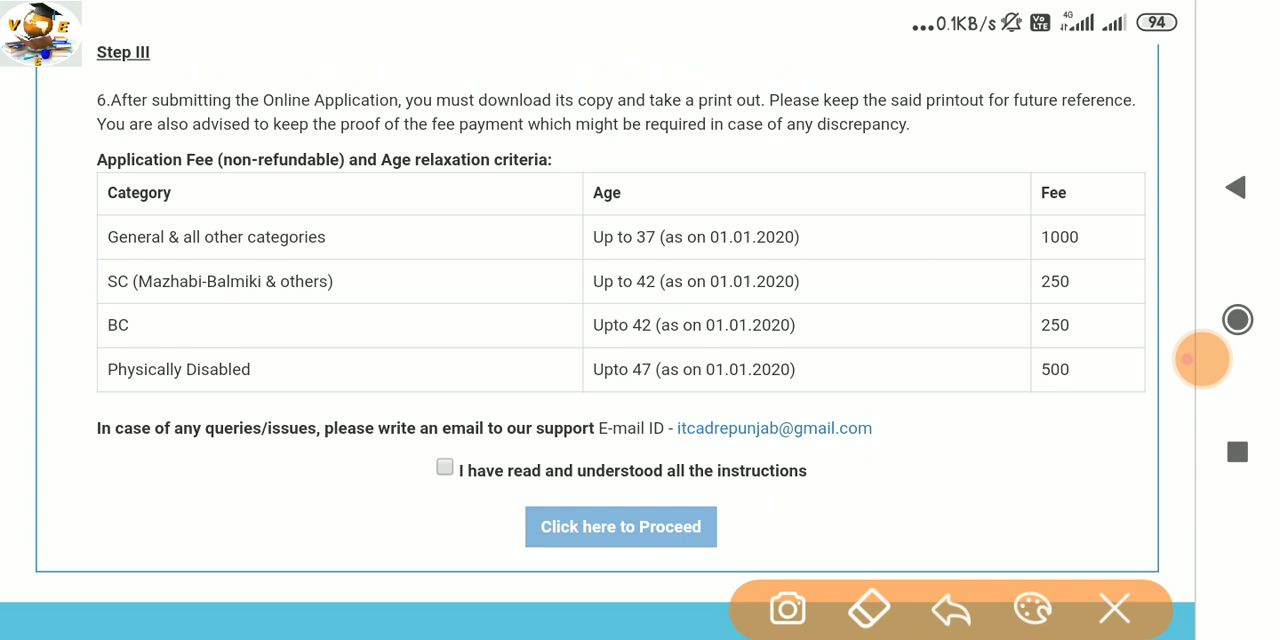 V E
E
...0.1KB/s Vo LTE 4G 94
Step III
6.After submitting the Online Application, you must download its copy and take a print out. Please keep the said printout for future reference.
You are also advised to keep the proof of the fee payment which might be required in case of any discrepancy.
Application Fee (non-refundable) and Age relaxation criteria:
Category Age Fee
General & all other categories Up to 37 (as on 01.01.2020) 1000
SC (Mazhabi-Balmiki & others) Up to 42 (as on 01.01.2020) 250
BC Upto 42 (as on 01.01.2020) 250
Physically Disabled Upto 47 (as on 01.01.2020) 500
In case of any queries/issues, please write an email to our support E-mail ID - itcadrepunjab@gmail.com
I have read and understood all the instructions
Click here to Proceed